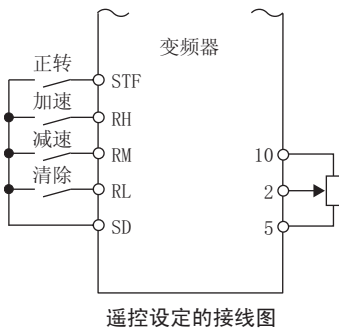 变频器
正转 STF
加速 RH
减速 RM 10
清除 RL 2
SD 5
遥控设定的接线图